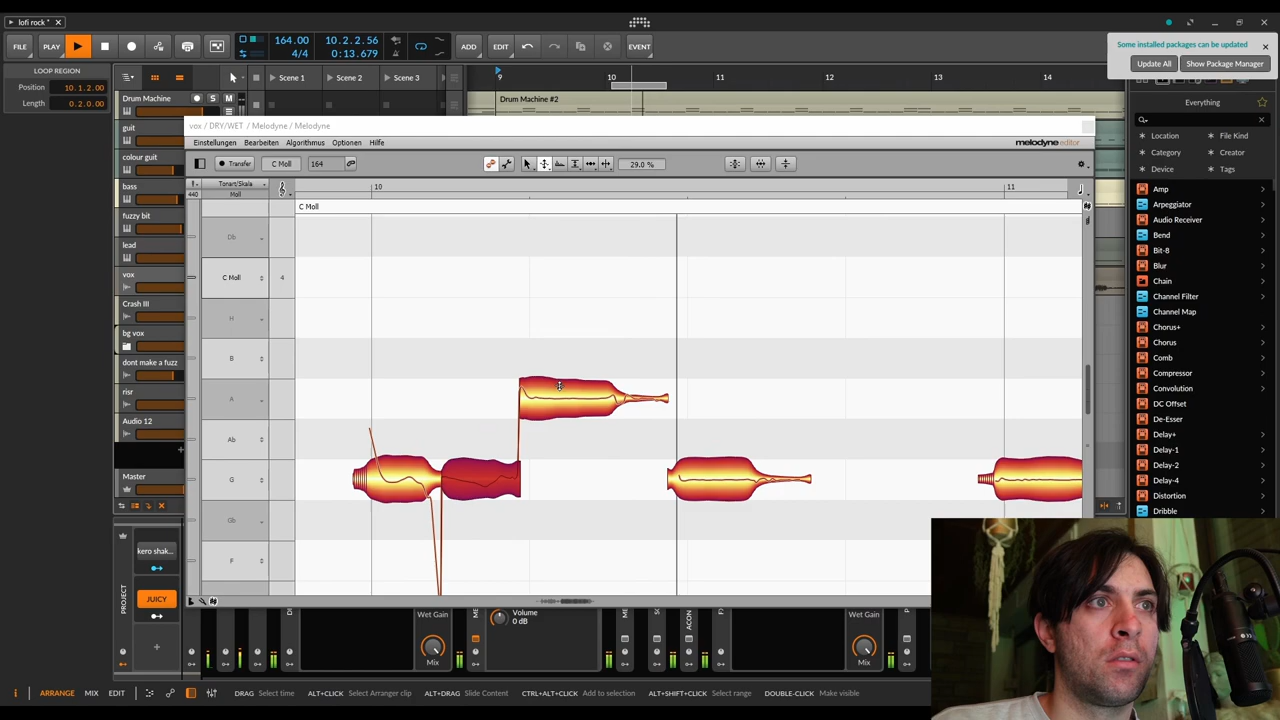 lofi rock *
FILE
PLAY
164.00
4/4
10.2.2.56
0:13.679
ADD
EDIT
EVENT
Some installed packages can be updated
Update All
Show Package Manager
LOOP REGION
Position
10.1.2.00
Length
0.2.0.00
Scene 1
Scene 2
Scene 3
9
10
11
12
13
14
Drum Machine
S
M
Drum Machine #2
guit
colour guit
bass
fuzzy bit
lead
vox
Crash III
bg vox
dont make a fuzz
risr
Audio 12
Master
vox / DRY/WET / Melodyne / Melodyne
Einstellungen
Bearbeiten
Algorithmus
Optionen
Hilfe
melodyne editor
Transfer
C Moll
164
29.0 %
Tonart/Skala
440
Moll
10
11
C Moll
Db
C Moll
4
H
B
A
Ab
G
Gb
F
Everything
Location
File Kind
Category
Creator
Device
Tags
Amp
Arpeggiator
Audio Receiver
Bend
Bit-8
Blur
Chain
Channel Filter
Channel Map
Chorus+
Chorus
Comb
Compressor
Convolution
DC Offset
De-Esser
Delay+
Delay-1
Delay-2
Delay-4
Distortion
Dribble
PROJECT
kero shak...
JUICY
Wet Gain
Mix
Volume
0 dB
ACON
Wet Gain
Mix
i
ARRANGE
MIX
EDIT
DRAG Select time
ALT+CLICK Select Arranger clip
ALT+DRAG Slide Content
CTRL+ALT+CLICK Add to selection
ALT+SHIFT+CLICK Select range
DOUBLE-CLICK Make visible